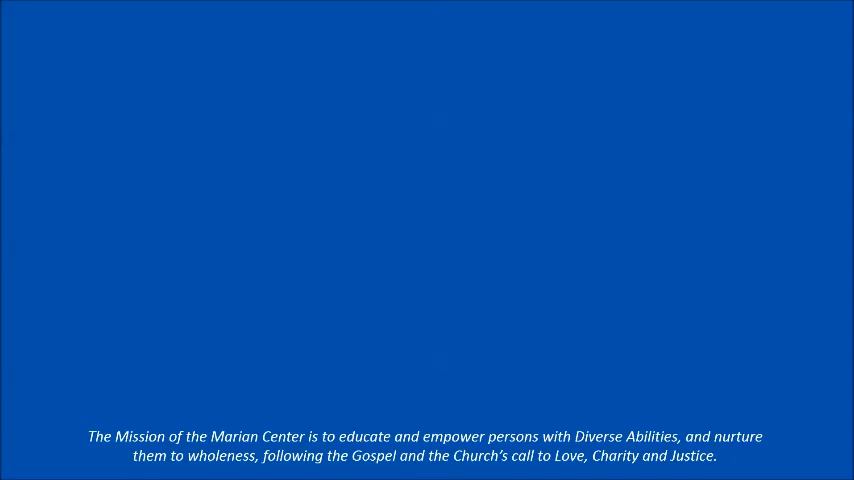 The Mission of the Marian Center is to educate and empower persons with Diverse Abilities, and nurture
them to wholeness, following the Gospel and the Church’s call to Love, Charity and Justice.